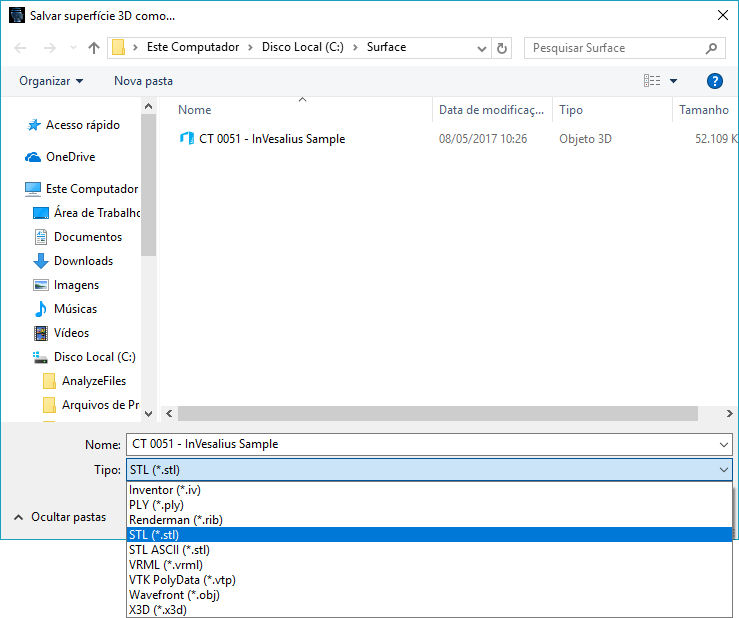 Salvar superfície 3D como...
Este Computador > Disco Local (C:) > Surface
Pesquisar Surface
Organizar
Nova pasta
?
Nome
Data de modificaç...
Tipo
Tamanho
CT 0051 - InVesalius Sample
08/05/2017 10:26
Objeto 3D
52.109 K
Acesso rápido
OneDrive
Este Computador
Área de Trabalho
Documentos
Downloads
Imagens
Músicas
Vídeos
Disco Local (C:)
AnalyzeFiles
Arquivos de Pr
Nome: CT 0051 - InVesalius Sample
Tipo: STL (*.stl)
Inventor (*.iv)
PLY (*.ply)
Renderman (*.rib)
STL (*.stl)
STL ASCII (*.stl)
VRML (*.vrml)
VTK PolyData (*.vtp)
Wavefront (*.obj)
X3D (*.x3d)
Ocultar pastas